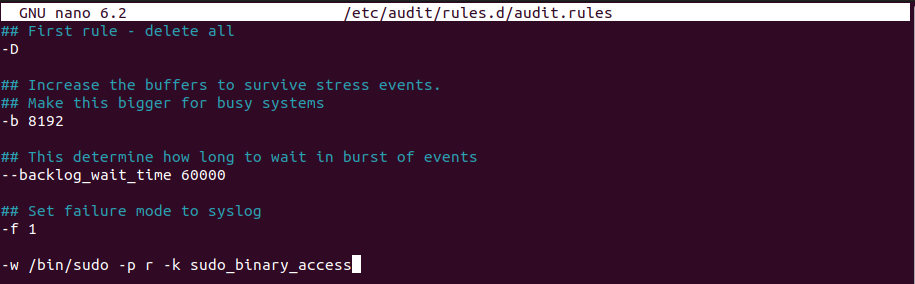 GNU nano 6.2 /etc/audit/rules.d/audit.rules
## First rule - delete all
-D
## Increase the buffers to survive stress events.
## Make this bigger for busy systems
-b 8192
## This determine how long to wait in burst of events
--backlog_wait_time 60000
## Set failure mode to syslog
-f 1
-w /bin/sudo -p r -k sudo_binary_access